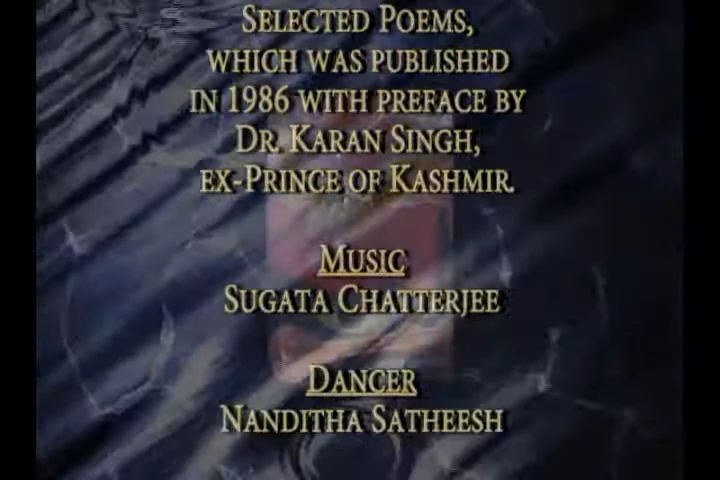 SELECTED POEMS,
WHICH WAS PUBLISHED
IN 1986 WITH PREFACE BY
DR. KARAN SINGH,
EX-PRINCE OF KASHMIR.
MUSIC
SUGATA CHATTERJEE
DANCER
NANDITHA SATHEESH